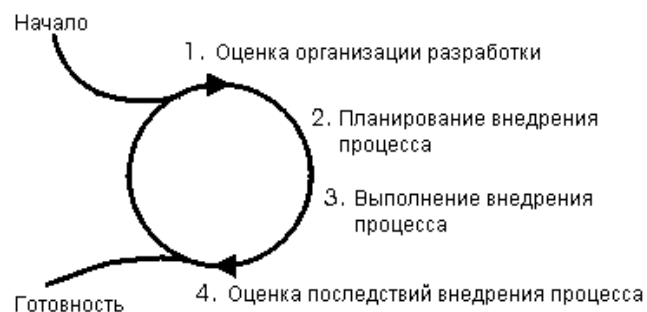 Начало
1. Оценка организации разработки
2. Планирование внедрения
процесса
3. Выполнение внедрения
процесса
4. Оценка последствий внедрения процесса
Готовность